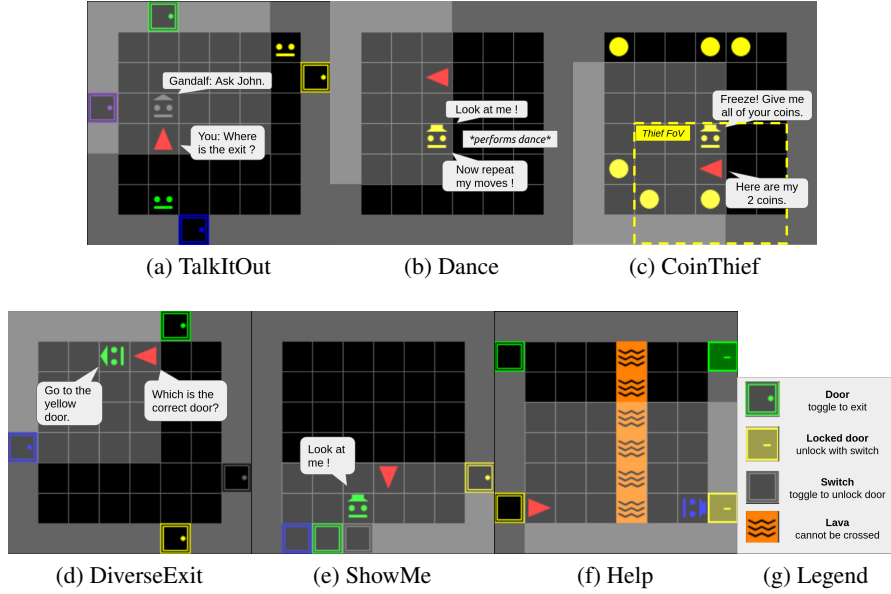 Gandalf: Ask John.
You: Where
is the exit ?
(a) TalkItOut
Look at me !
*performs dance*
Now repeat
my moves !
(b) Dance
Freeze! Give me
all of your coins.
Thief FoV
Here are my
2 coins.
(c) CoinThief
Go to the
yellow
door.
Which is the
correct door?
(d) DiverseExit
Look at
me !
(e) ShowMe
(f) Help
Door
toggle to exit
Locked door
unlock with switch
Switch
toggle to unlock door
Lava
cannot be crossed
(g) Legend